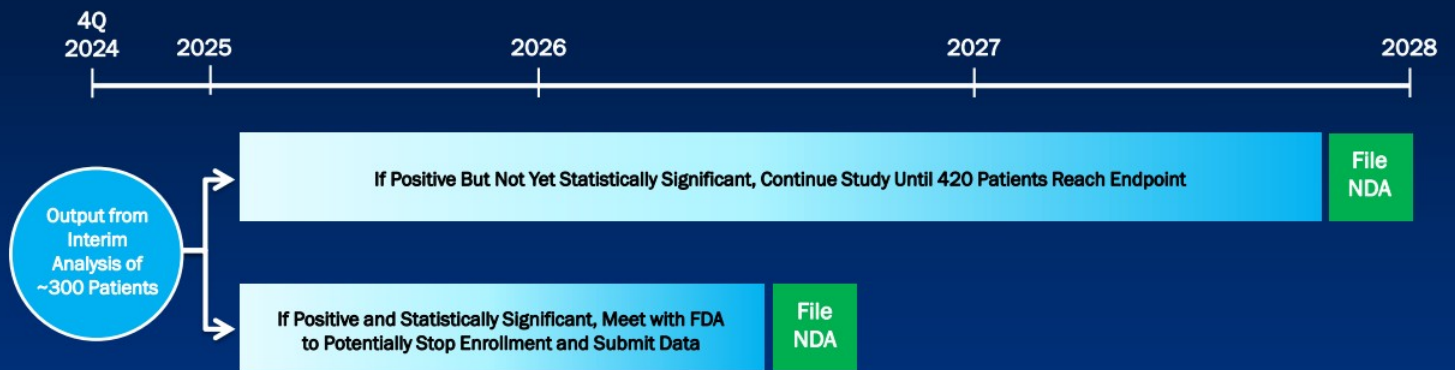 4Q
2024
2025
2026
2027
2028
If Positive But Not Yet Statistically Significant, Continue Study Until 420 Patients Reach Endpoint
File
NDA
Output from
Interim
Analysis of
~300 Patients
If Positive and Statistically Significant, Meet with FDA
to Potentially Stop Enrollment and Submit Data
File
NDA